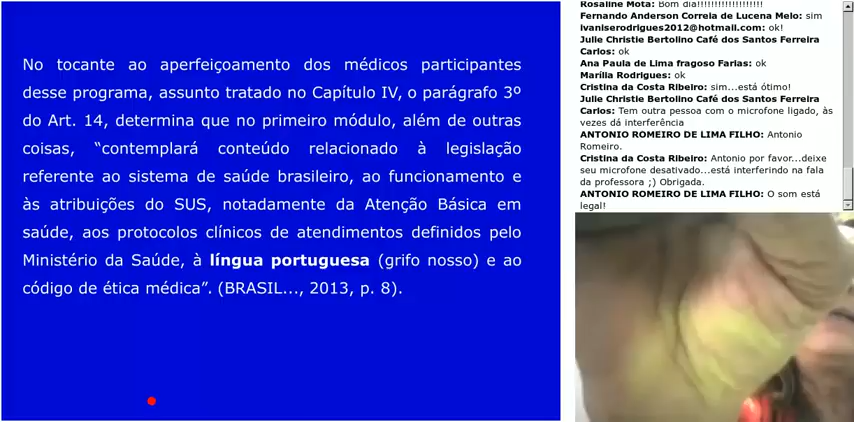 No tocante ao aperfeiçoamento dos médicos participantes
desse programa, assunto tratado no Capítulo IV, o parágrafo 3º
do Art. 14, determina que no primeiro módulo, além de outras
coisas, “contemplará conteúdo relacionado à legislação
referente ao sistema de saúde brasileiro, ao funcionamento e
às atribuições do SUS, notadamente da Atenção Básica em
saúde, aos protocolos clínicos de atendimentos definidos pelo
Ministério da Saúde, à língua portuguesa (grifo nosso) e ao
código de ética médica”. (BRASIL..., 2013, p. 8).
Rosaline Mota: Bom dia!!!!!!!!!!!!!!!!!!!
Fernando Anderson Correia de Lucena Melo: sim
ivaniserodrigues2012@hotmail.com: ok!
Julie Christie Bertolino Café dos Santos Ferreira
Carlos: ok
Ana Paula de Lima fragoso Farias: ok
Marília Rodrigues: ok
Cristina da Costa Ribeiro: sim...está ótimo!
Julie Christie Bertolino Café dos Santos Ferreira
Carlos: Tem outra pessoa com o microfone ligado, às
vezes dá interferência
ANTONIO ROMEIRO DE LIMA FILHO: Antonio
Romeiro.
Cristina da Costa Ribeiro: Antonio por favor...deixe
seu microfone desativado...está interferindo na fala
da professora ;) Obrigada.
ANTONIO ROMEIRO DE LIMA FILHO: O som está
legal!